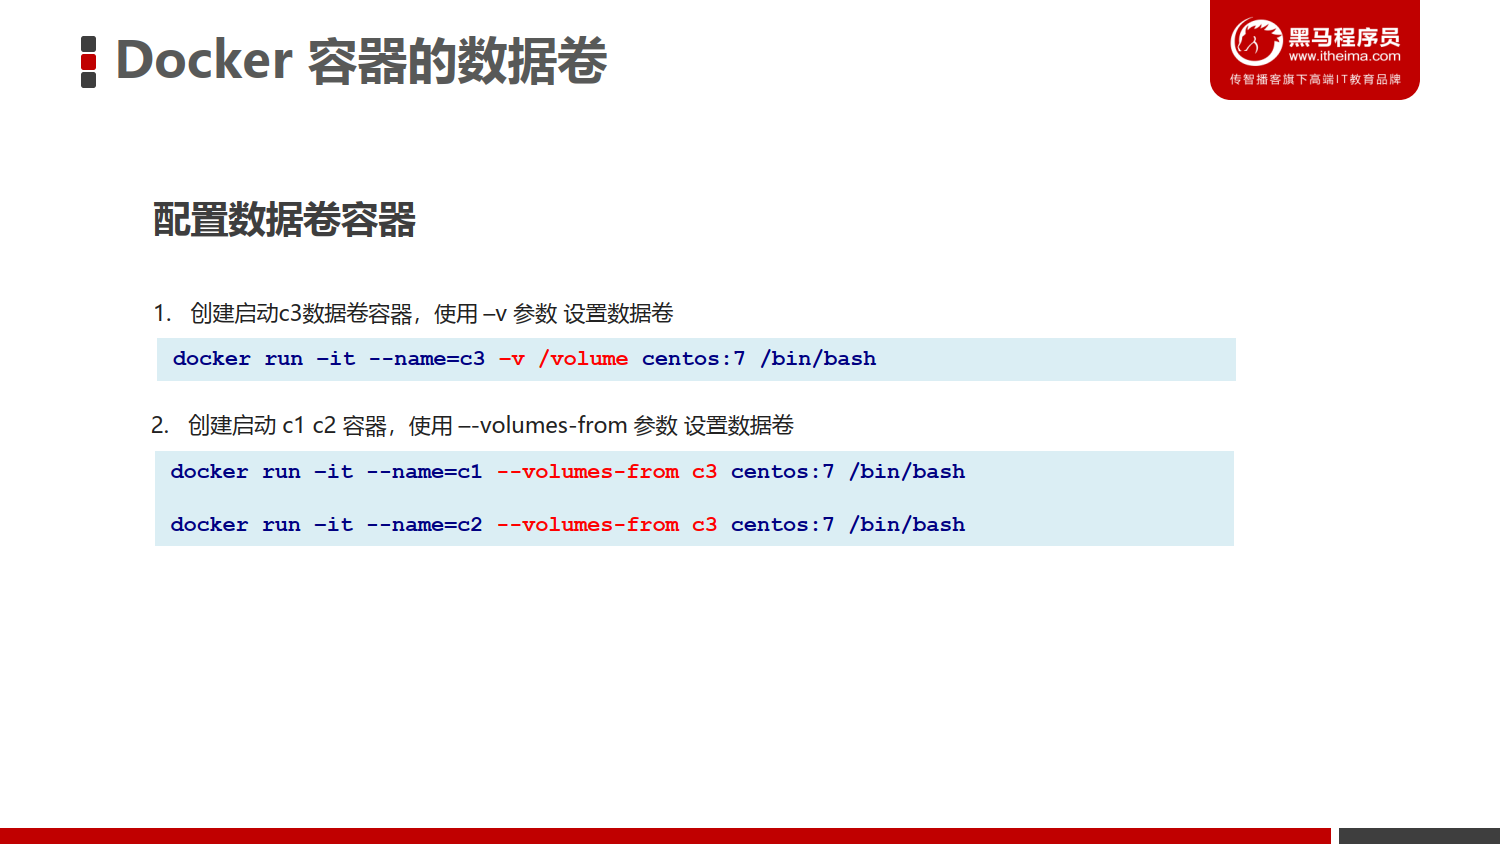 Docker 容器的数据卷
黑马程序员
www.itheima.com
传智播客旗下高端IT教育品牌
配置数据卷容器
1. 创建启动c3数据卷容器，使用 –v 参数 设置数据卷
docker run –it --name=c3 –v /volume centos:7 /bin/bash
2. 创建启动 c1 c2 容器，使用 –-volumes-from 参数 设置数据卷
docker run –it --name=c1 --volumes-from c3 centos:7 /bin/bash
docker run –it --name=c2 --volumes-from c3 centos:7 /bin/bash